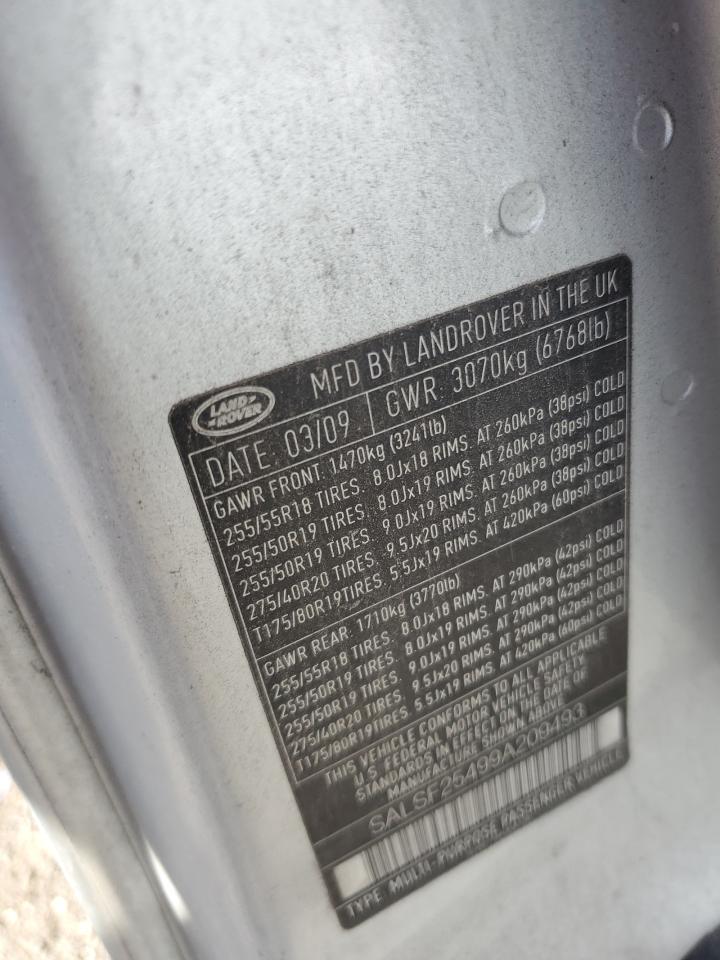 LAND-
-ROVER
MFD BY LANDROVER IN THE UK
DATE: 03/09 GWR: 3070kg (6768lb)
GAWR FRONT: 1470kg (3241lb)
255/55R18 TIRES: 8.0Jx18 RIMS. AT 260kPa (38psi) COLD
255/50R19 TIRES: 8.0Jx19 RIMS. AT 260kPa (38psi) COLD
255/50R19 TIRES: 9.0Jx19 RIMS. AT 260kPa (38psi) COLD
275/40R20 TIRES: 9.5Jx20 RIMS. AT 260kPa (38psi) COLD
T175/80R19TIRES: 5.5Jx19 RIMS. AT 420kPa (60psi) COLD
GAWR REAR: 1710kg (3770lb)
255/55R18 TIRES: 8.0Jx18 RIMS. AT 290kPa (42psi) COLD
255/50R19 TIRES: 8.0Jx19 RIMS. AT 290kPa (42psi) COLD
255/50R19 TIRES: 9.0Jx19 RIMS. AT 290kPa (42psi) COLD
275/40R20 TIRES: 9.5Jx20 RIMS. AT 290kPa (42psi) COLD
T175/80R19TIRES: 5.5Jx19 RIMS. AT 420kPa (60psi) COLD
THIS VEHICLE CONFORMS TO ALL APPLICABLE
U.S. FEDERAL MOTOR VEHICLE SAFETY
STANDARDS IN EFFECT ON THE DATE OF
MANUFACTURE SHOWN ABOVE.
SALSF25499A209493
TYPE: MULTI-PURPOSE PASSENGER VEHICLE